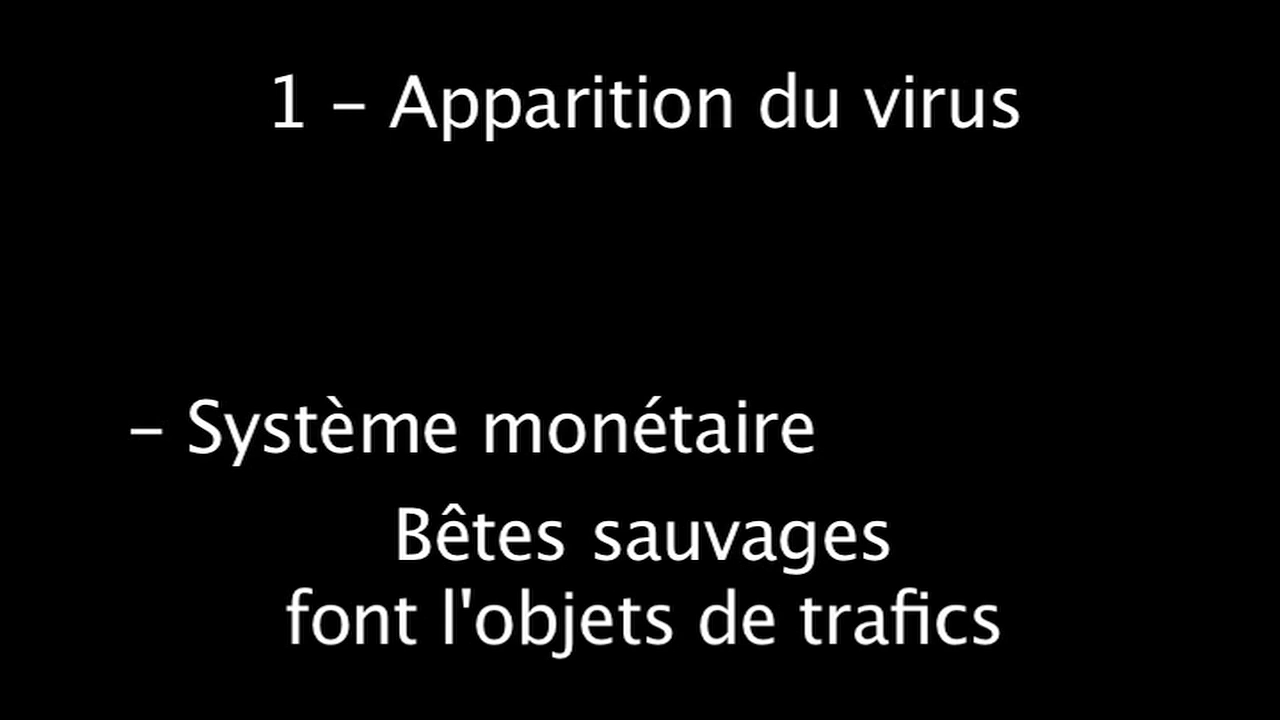 1 – Apparition du virus
– Système monétaire
Bêtes sauvages
font l'objets de trafics